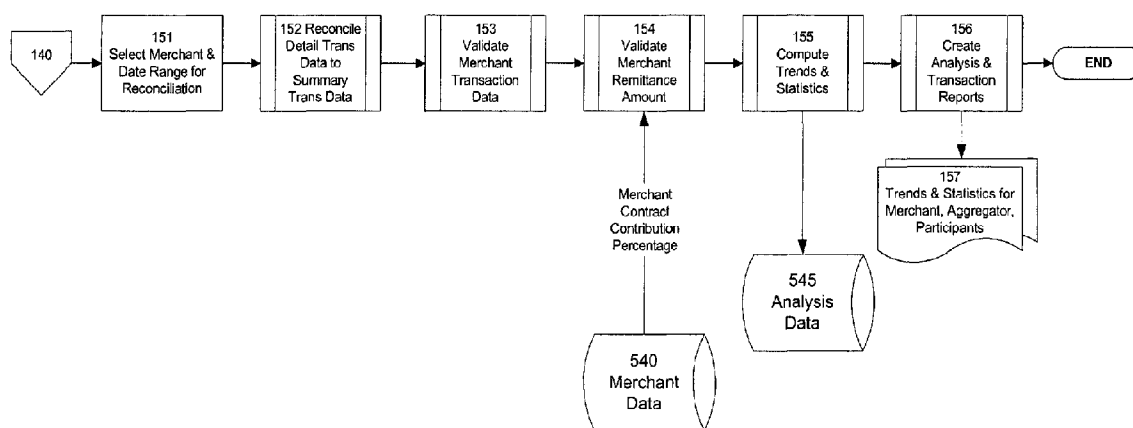 140
151
Select Merchant &
Date Range for
Reconciliation
152 Reconcile
Detail Trans
Data to
Summary
Trans Data
153
Validate
Merchant
Transaction
Data
154
Validate
Merchant
Remittance
Amount
155
Compute
Trends &
Statistics
156
Create
Analysis &
Transaction
Reports
END
157
Trends & Statistics for
Merchant, Aggregator,
Participants
Merchant
Contract
Contribution
Percentage
545
Analysis
Data
540
Merchant
Data